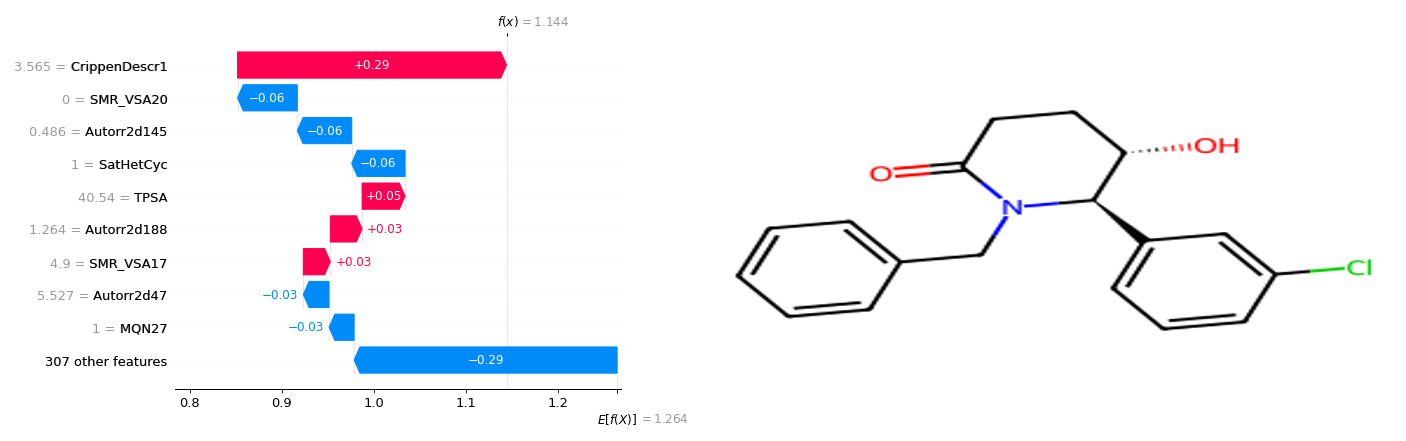 f(x) = 1.144
3.565 = CrippenDescr1
+0.29
0 = SMR_VSA20
−0.06
0.486 = Autorr2d145
−0.06
1 = SatHetCyc
−0.06
40.54 = TPSA
+0.05
1.264 = Autorr2d188
+0.03
4.9 = SMR_VSA17
+0.03
5.527 = Autorr2d47
−0.03
1 = MQN27
−0.03
307 other features
−0.29
0.8 0.9 1.0 1.1 1.2
E[f(X)] = 1.264
O
N
OH
Cl